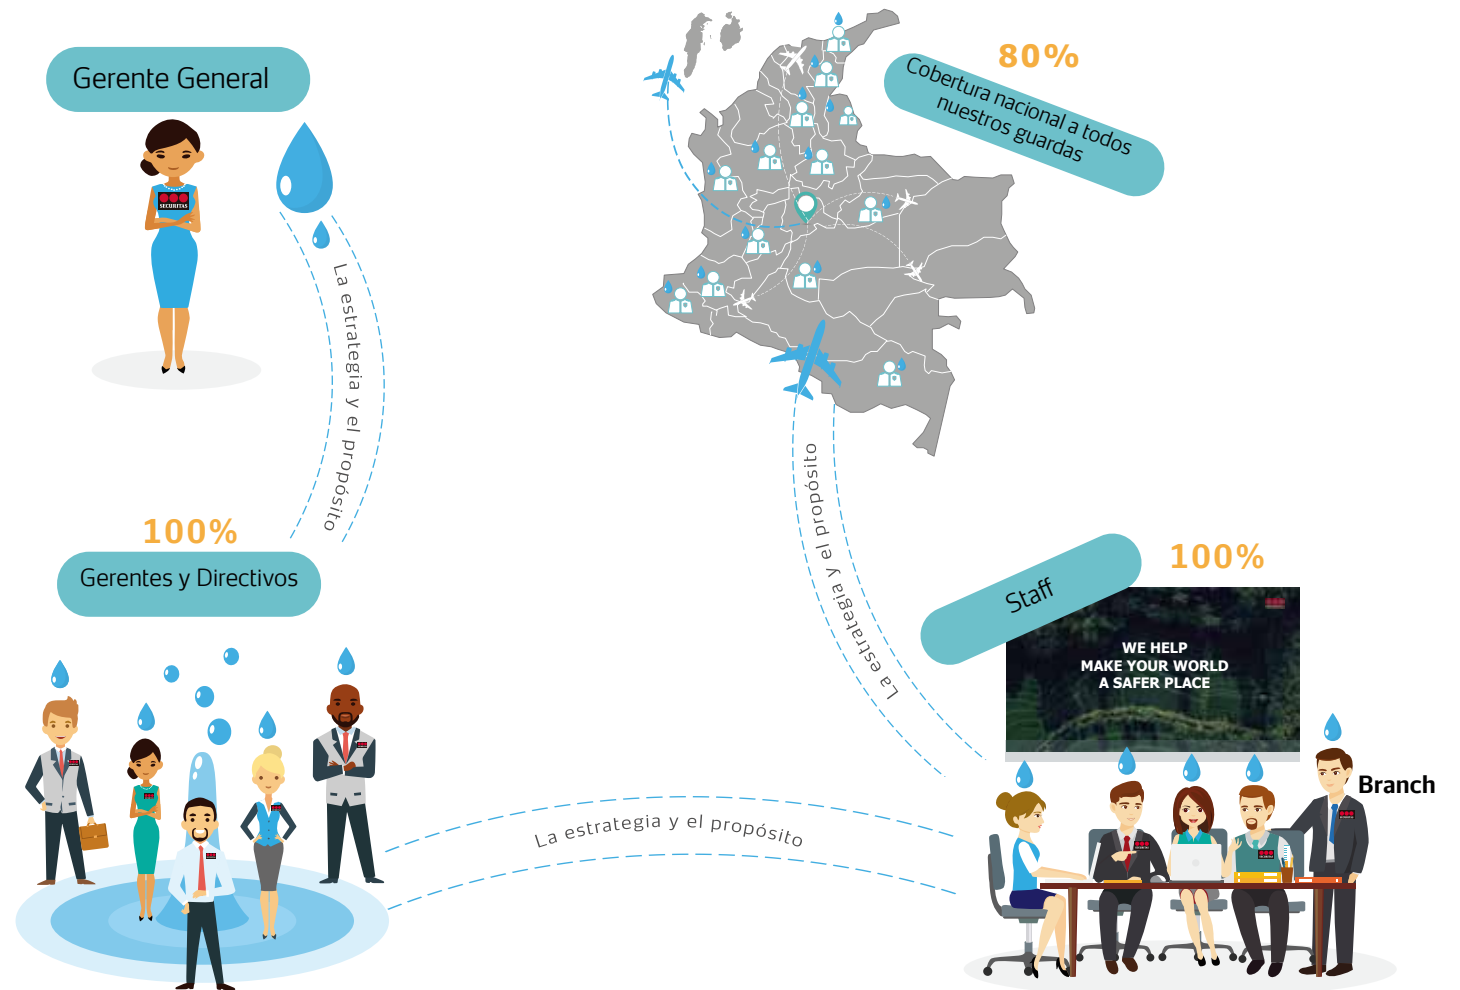 Gerente General
SECURITAS
La estrategia y el propósito
100%
Gerentes y Directivos
La estrategia y el propósito
80%
Cobertura nacional a todos
nuestros guardas
La estrategia y el propósito
100%
Staff
WE HELP
MAKE YOUR WORLD
A SAFER PLACE
Branch